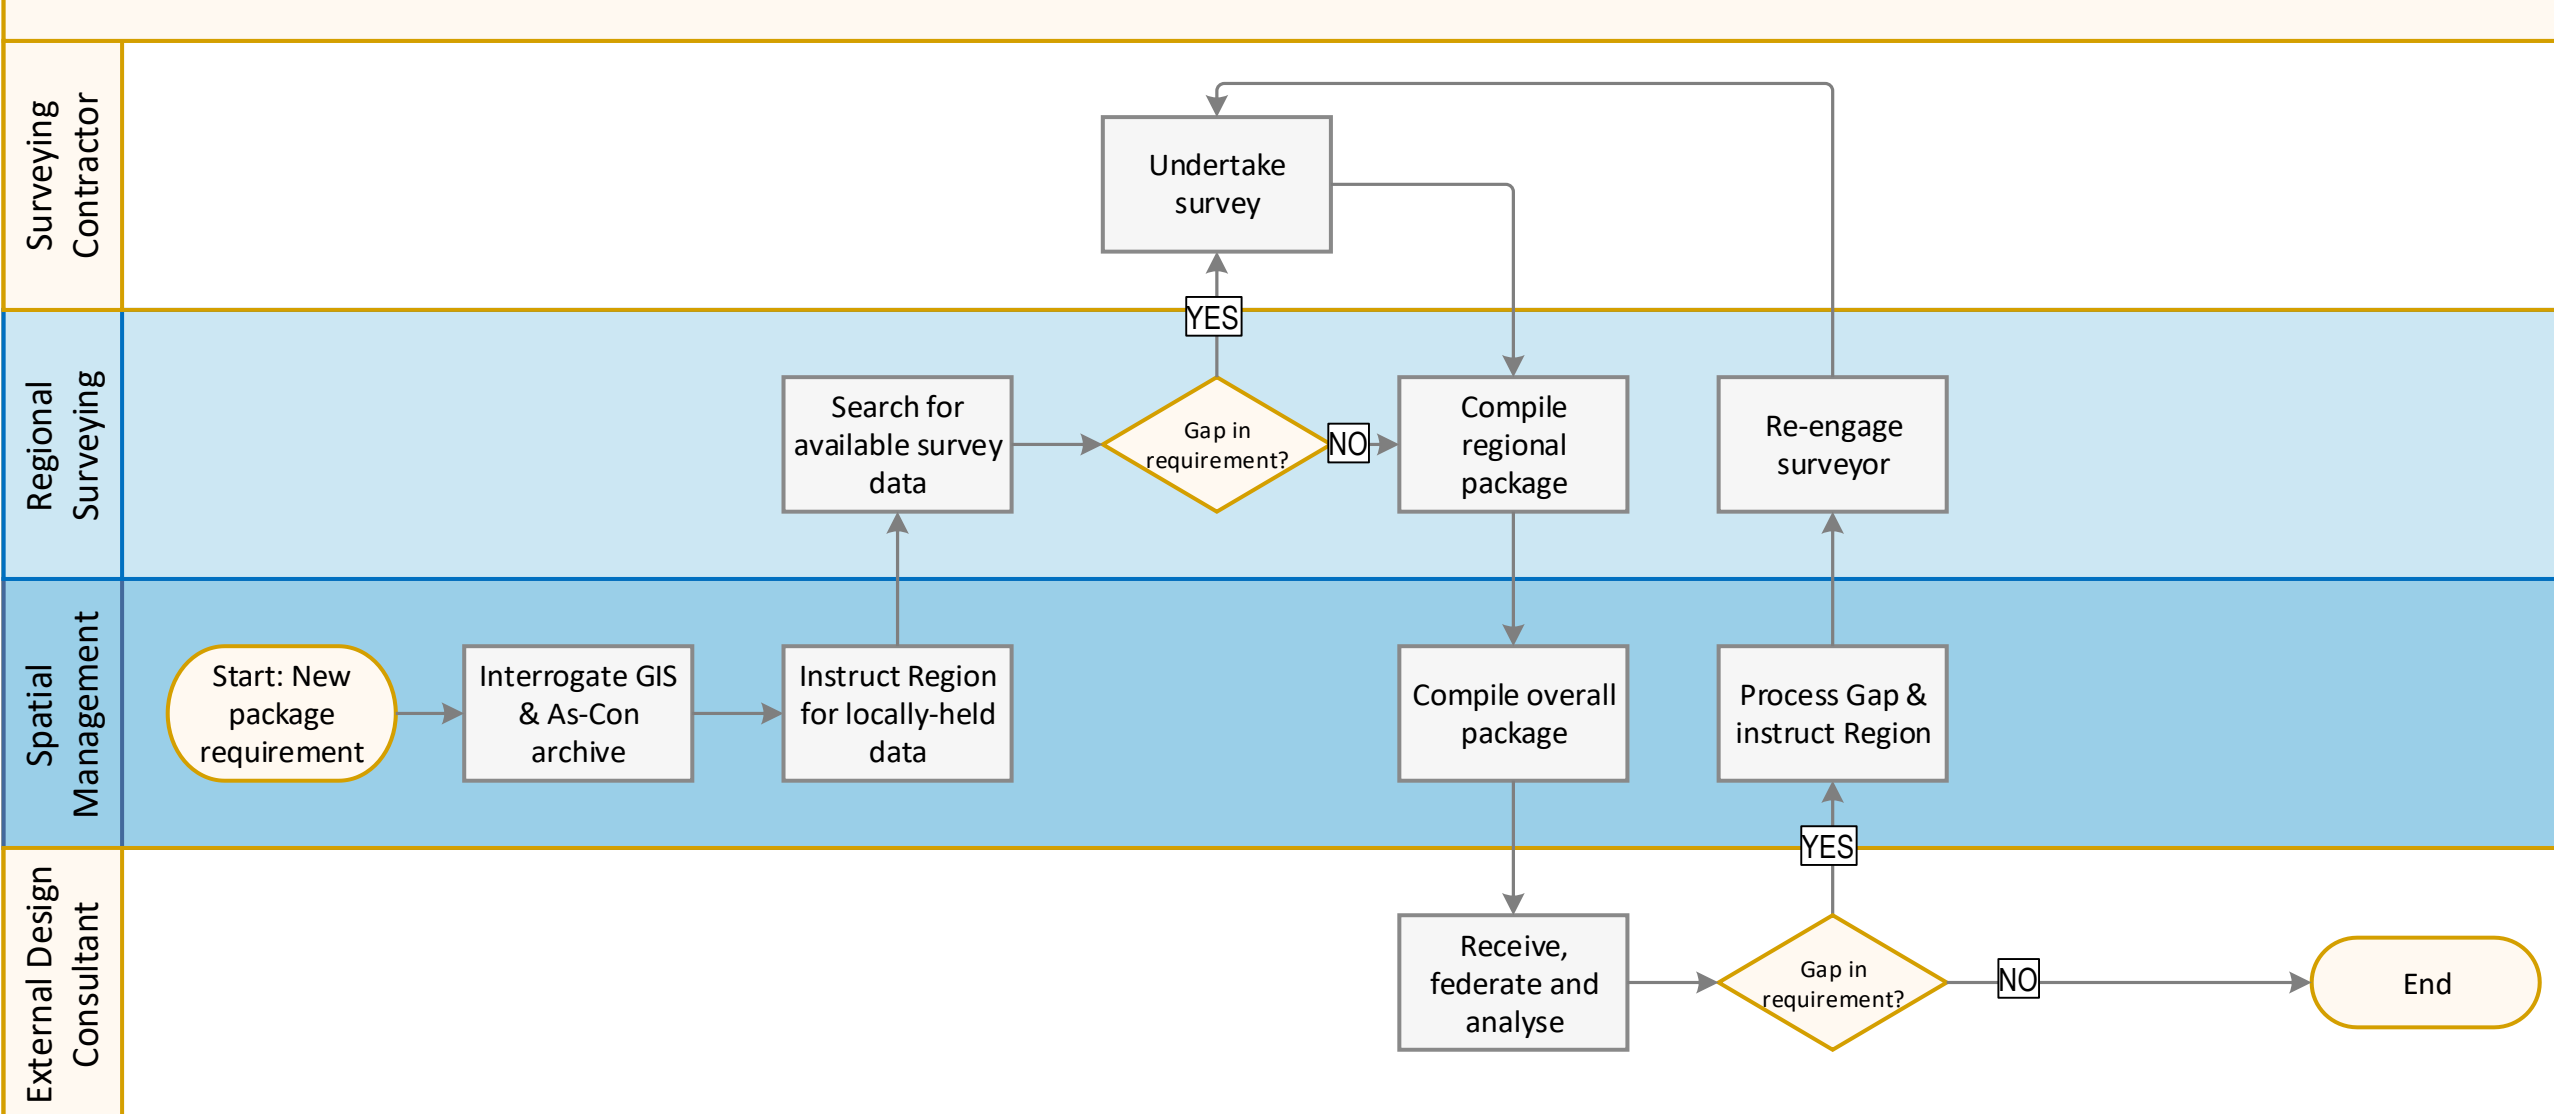 Surveying
Contractor
Undertake
survey
YES
Regional
Surveying
Search for
available survey
data
Gap in
requirement?
NO
Compile
regional
package
Re-engage
surveyor
Spatial
Management
Start: New
package
requirement
Interrogate GIS
& As-Con
archive
Instruct Region
for locally-held
data
Compile overall
package
Process Gap &
instruct Region
YES
External Design
Consultant
Receive,
federate and
analyse
Gap in
requirement?
NO
End